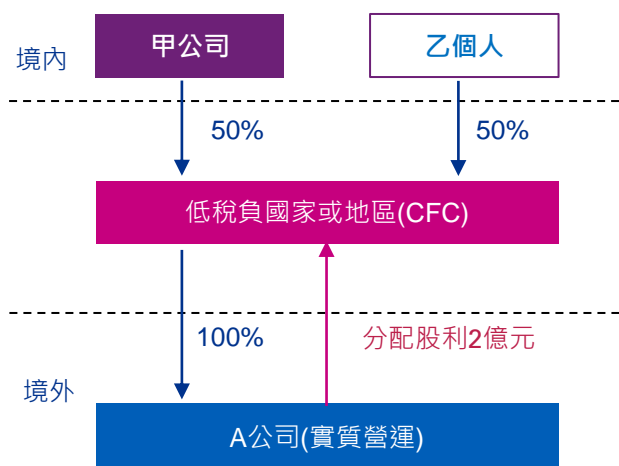 甲公司
乙個人
境內
50%
50%
低稅負國家或地區(CFC)
100%
分配股利2億元
境外
A公司(實質營運)